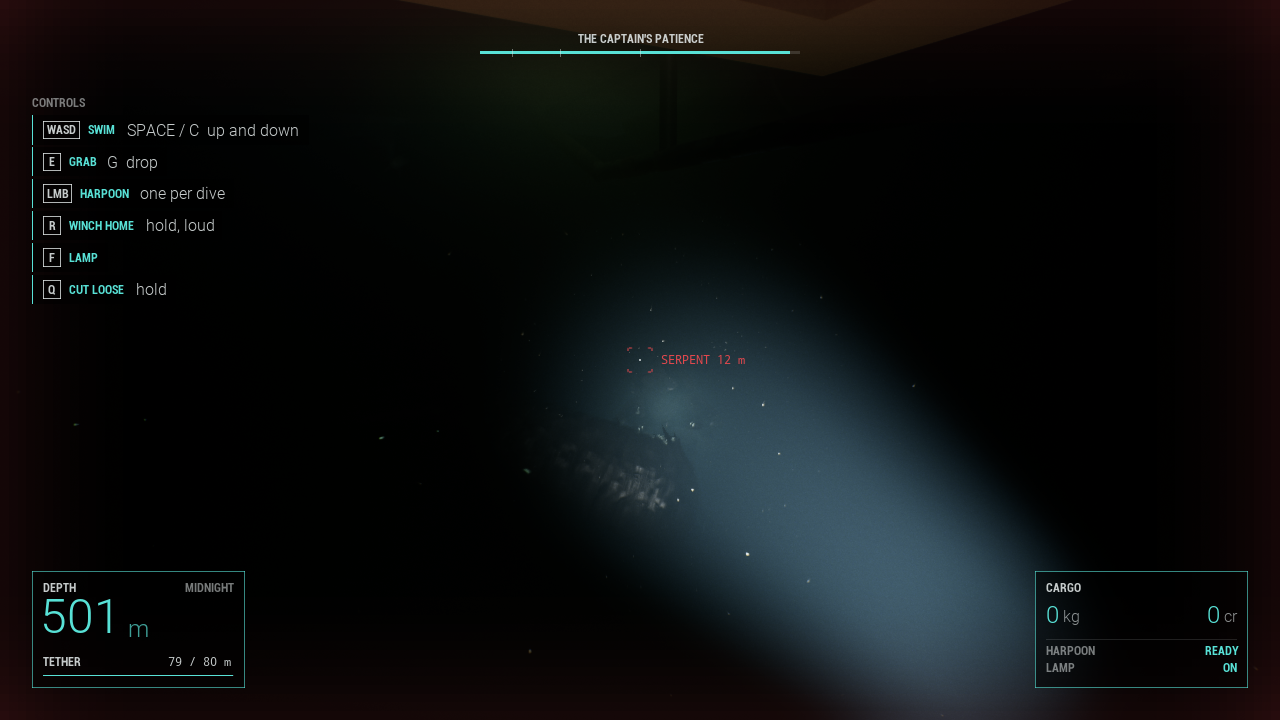 THE CAPTAIN'S PATIENCE
CONTROLS
WASD SWIM SPACE / C up and down
E GRAB G drop
LMB HARPOON one per dive
R WINCH HOME hold, loud
F LAMP
Q CUT LOOSE hold
SERPENT 12 m
DEPTH MIDNIGHT
501 m
TETHER 79 / 80 m
CARGO
0 kg 0 cr
HARPOON READY
LAMP ON